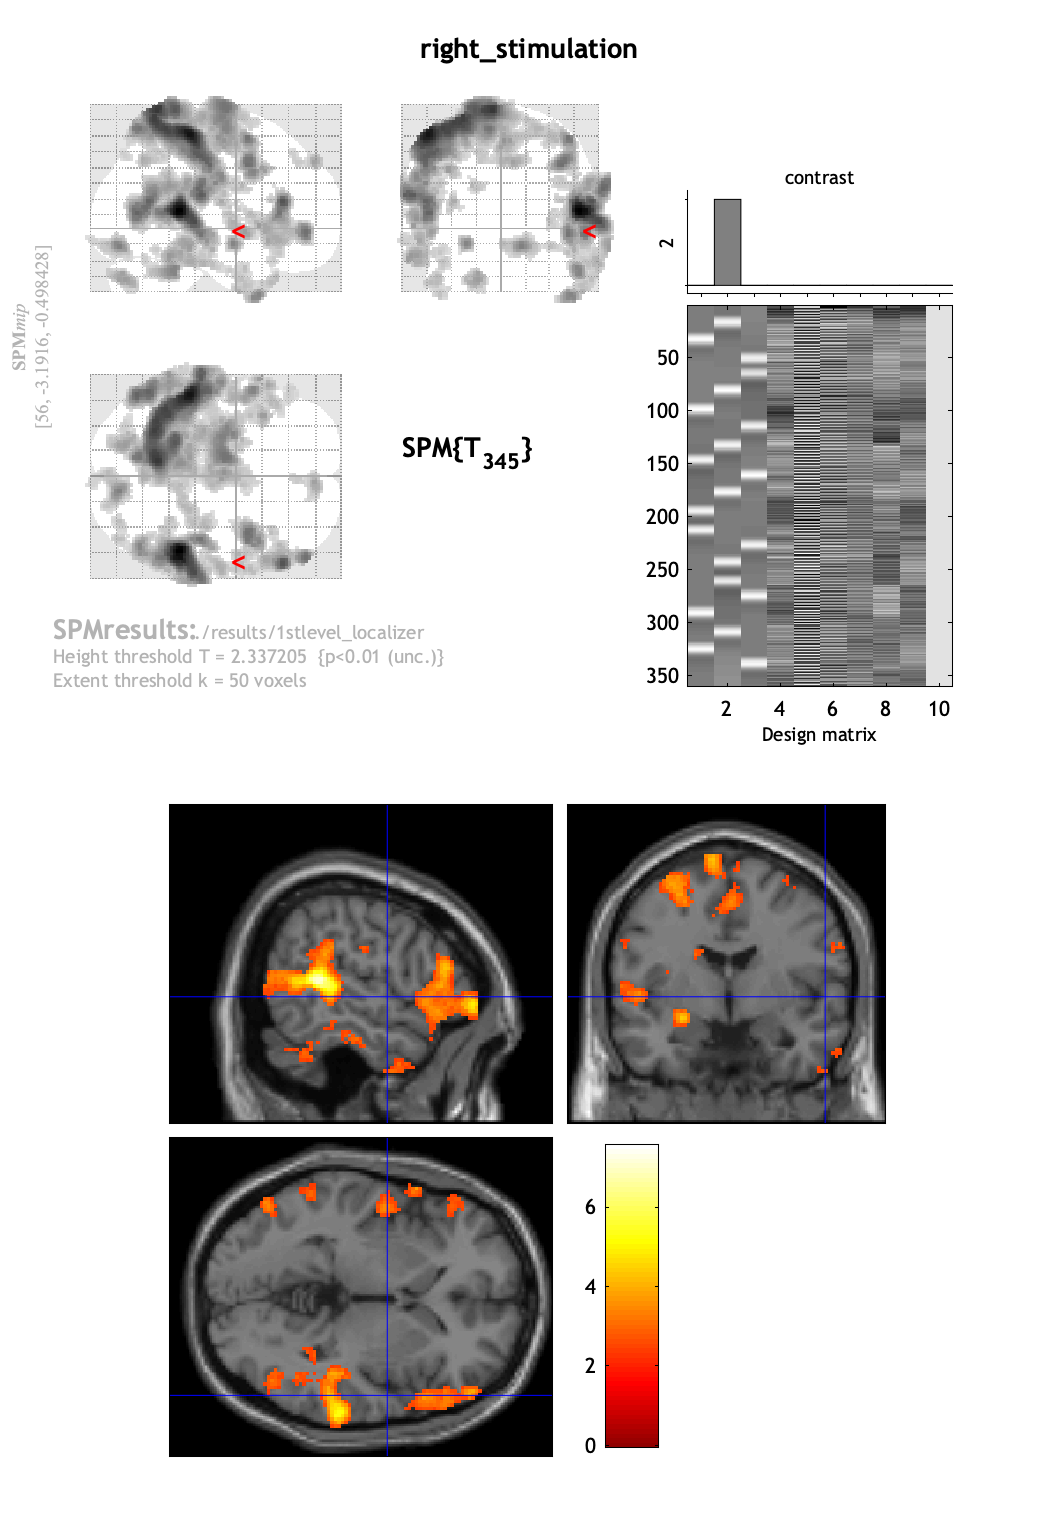 right_stimulation
SPMmip
[56, -3.1916, -0.498428]
<
<
<
SPM{T345}
SPMresults: ./results/1stlevel_localizer
Height threshold T = 2.337205 {p<0.01 (unc.)}
Extent threshold k = 50 voxels
contrast
2
50
100
150
200
250
300
350
2 4 6 8 10
Design matrix
6
4
2
0